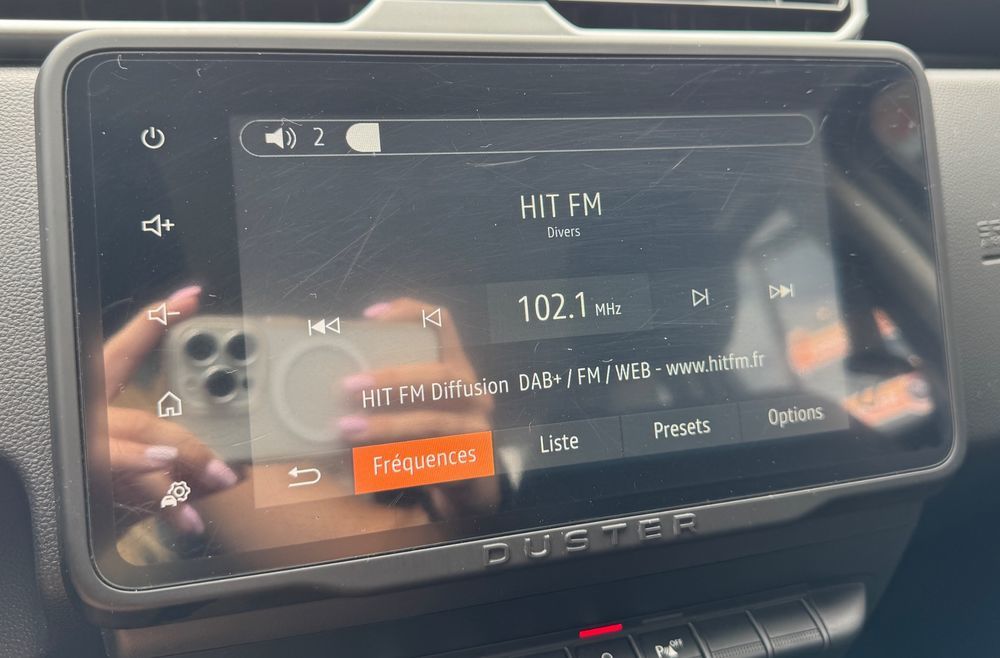 2
HIT FM
Divers
102.1 MHz
HIT FM Diffusion DAB+ / FM / WEB - www.hitfm.fr
Fréquences
Liste
Presets
Options
DUSTER
P OFF